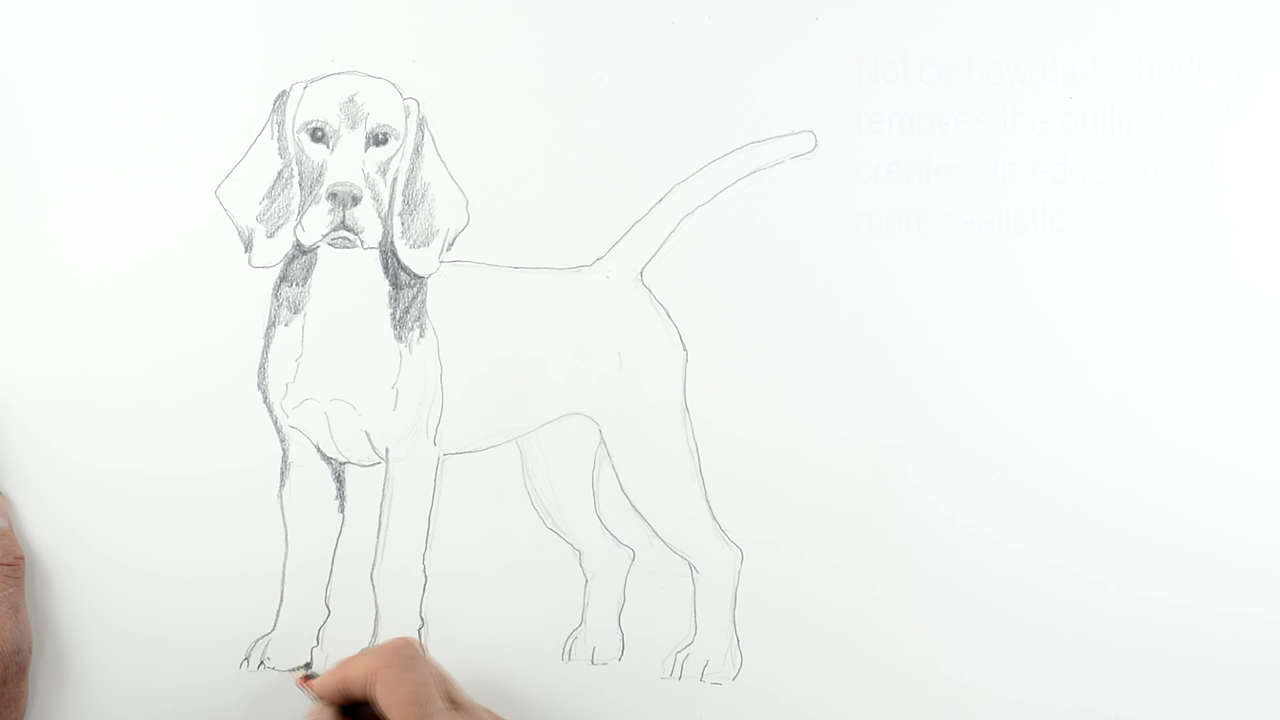 Notice how dark shading
removes the outline and
creates an edge - much
more realistic